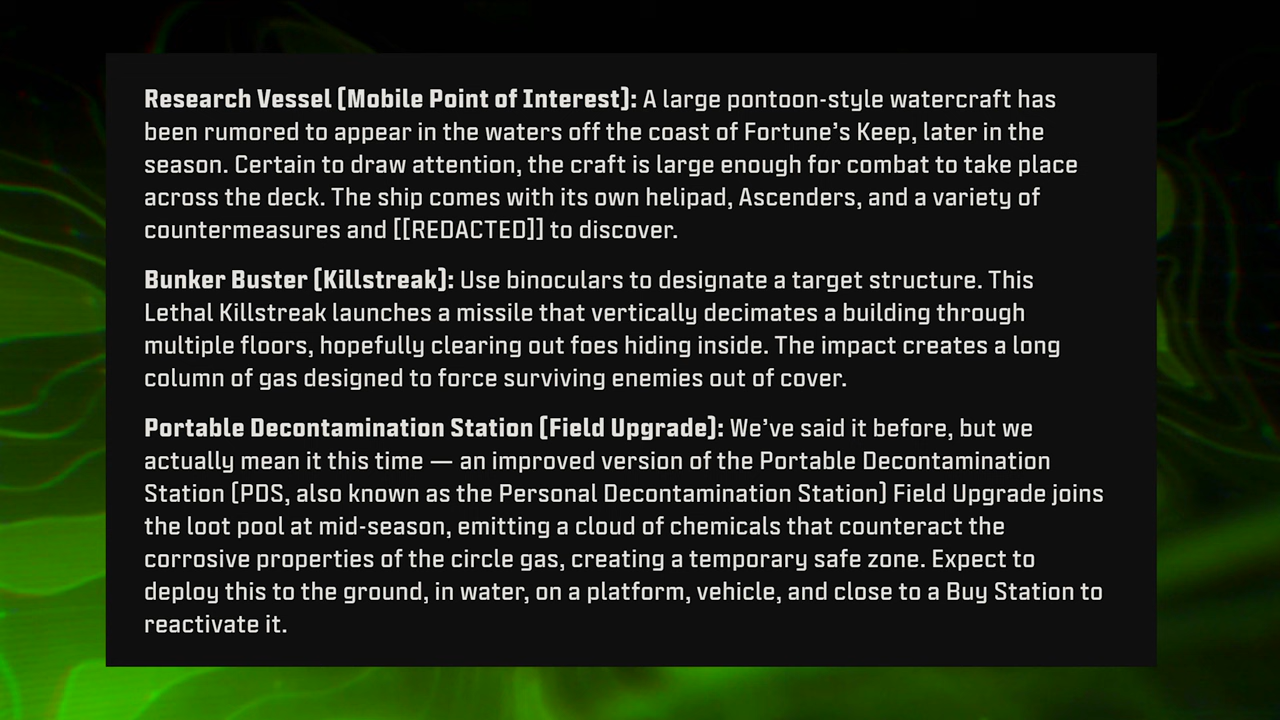 Research Vessel (Mobile Point of Interest): A large pontoon-style watercraft has
been rumored to appear in the waters off the coast of Fortune’s Keep, later in the
season. Certain to draw attention, the craft is large enough for combat to take place
across the deck. The ship comes with its own helipad, Ascenders, and a variety of
countermeasures and [[REDACTED]] to discover.
Bunker Buster (Killstreak): Use binoculars to designate a target structure. This
Lethal Killstreak launches a missile that vertically decimates a building through
multiple floors, hopefully clearing out foes hiding inside. The impact creates a long
column of gas designed to force surviving enemies out of cover.
Portable Decontamination Station (Field Upgrade): We’ve said it before, but we
actually mean it this time — an improved version of the Portable Decontamination
Station (PDS, also known as the Personal Decontamination Station) Field Upgrade joins
the loot pool at mid-season, emitting a cloud of chemicals that counteract the
corrosive properties of the circle gas, creating a temporary safe zone. Expect to
deploy this to the ground, in water, on a platform, vehicle, and close to a Buy Station to
reactivate it.